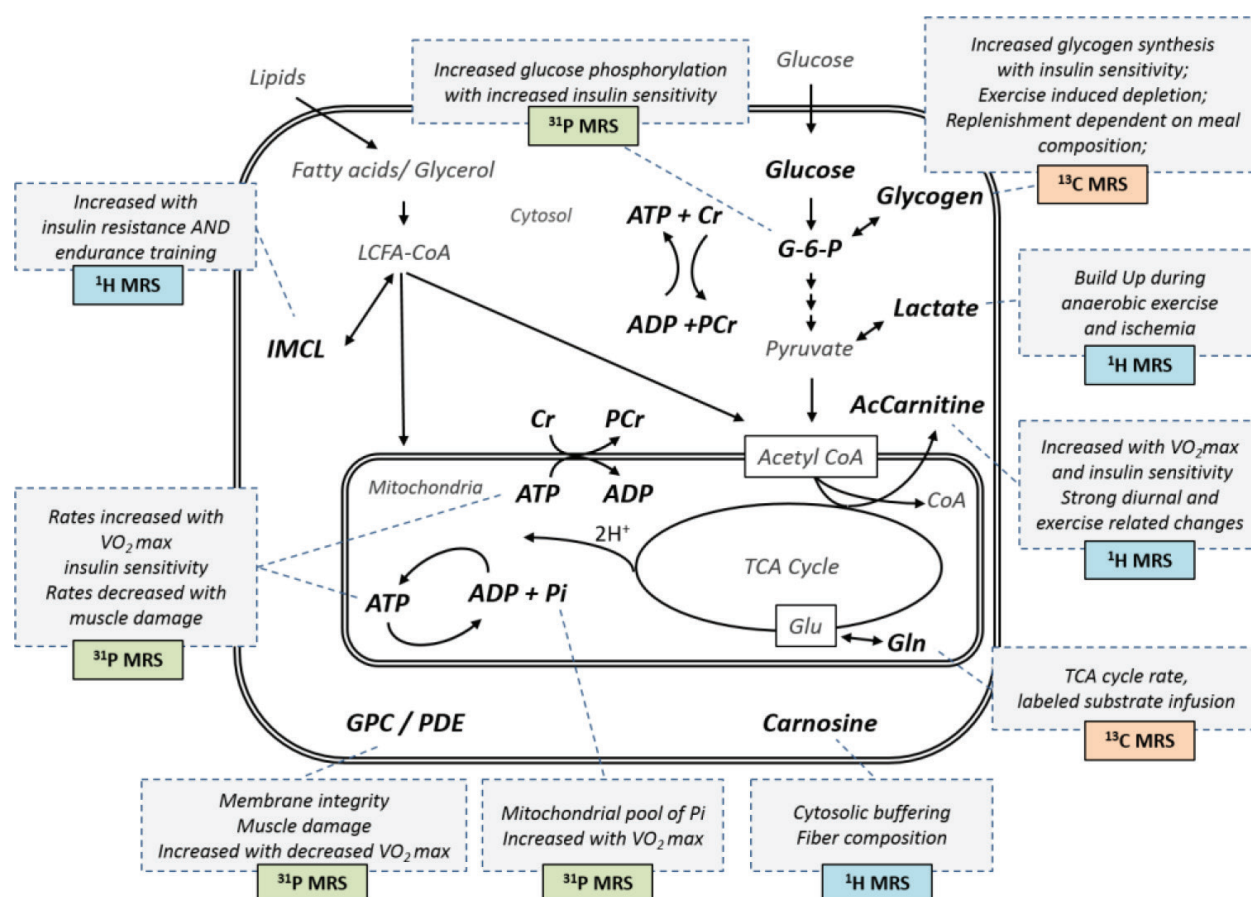 Lipids
Increased glucose phosphorylation
with increased insulin sensitivity
³¹P MRS
Glucose
Increased glycogen synthesis
with insulin sensitivity;
Exercise induced depletion;
Replenishment dependent on meal
composition;
¹³C MRS
Fatty acids/ Glycerol
Glucose
Glycogen
Increased with
insulin resistance AND
endurance training
¹H MRS
Cytosol
ATP + Cr
G-6-P
LCFA-CoA
ADP +PCr
Lactate
Build Up during
anaerobic exercise
and ischemia
¹H MRS
IMCL
Pyruvate
AcCarnitine
Cr
PCr
Acetyl CoA
Increased with VO₂max
and insulin sensitivity
Strong diurnal and
exercise related changes
¹H MRS
Mitochondria
ATP
ADP
CoA
Rates increased with
VO₂ max
insulin sensitivity
Rates decreased with
muscle damage
³¹P MRS
2H⁺
TCA Cycle
ATP
ADP + Pi
Glu
Gln
TCA cycle rate,
labeled substrate infusion
¹³C MRS
GPC / PDE
Carnosine
Membrane integrity
Muscle damage
Increased with decreased VO₂ max
³¹P MRS
Mitochondrial pool of Pi
Increased with VO₂ max
³¹P MRS
Cytosolic buffering
Fiber composition
¹H MRS